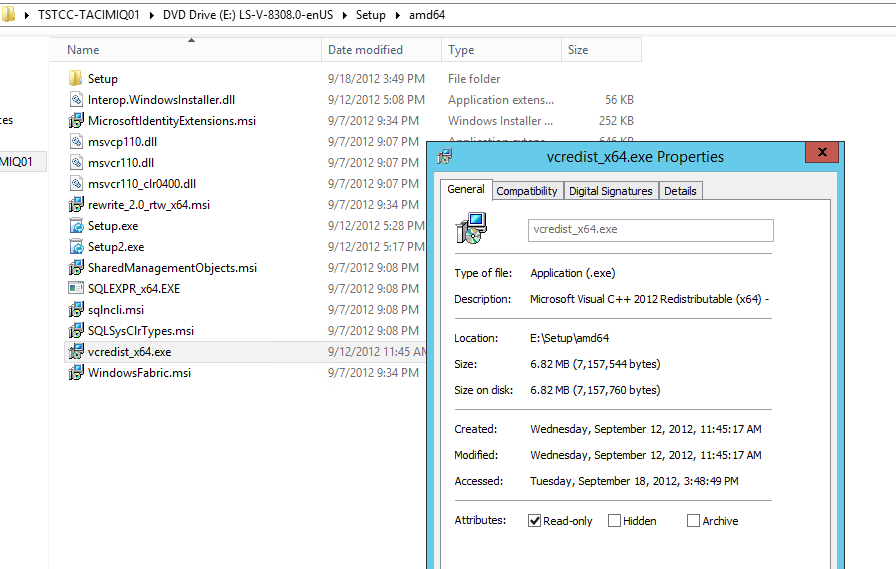 TSTCC-TACIMIQ01 DVD Drive (E:) LS-V-8308.0-enUS Setup amd64
Name Date modified Type Size
Setup 9/18/2012 3:49 PM File folder
Interop.WindowsInstaller.dll 9/12/2012 5:08 PM Application extens... 56 KB
ces
MicrosoftIdentityExtensions.msi 9/7/2012 9:34 PM Windows Installer ... 252 KB
msvcp110.dll 9/7/2012 9:07 PM Application extens... 646 KB
MIQ01
msvcr110.dll 9/7/2012 9:07 PM
msvcr110_clr0400.dll 9/7/2012 9:07 PM
rewrite_2.0_rtw_x64.msi 9/7/2012 9:34 PM
Setup.exe 9/12/2012 5:28 PM
Setup2.exe 9/12/2012 5:17 PM
SharedManagementObjects.msi 9/7/2012 9:08 PM
SQLEXPR_x64.EXE 9/7/2012 9:08 PM
sqlncli.msi 9/7/2012 9:08 PM
SQLSysClrTypes.msi 9/7/2012 9:08 PM
vcredist_x64.exe 9/12/2012 11:45 AM
WindowsFabric.msi 9/7/2012 9:34 PM
vcredist_x64.exe Properties
General Compatibility Digital Signatures Details
vcredist_x64.exe
Type of file: Application (.exe)
Description: Microsoft Visual C++ 2012 Redistributable (x64) -
Location: E:\Setup\amd64
Size: 6.82 MB (7,157,544 bytes)
Size on disk: 6.82 MB (7,157,760 bytes)
Created: Wednesday, September 12, 2012, 11:45:17 AM
Modified: Wednesday, September 12, 2012, 11:45:17 AM
Accessed: Tuesday, September 18, 2012, 3:48:49 PM
Attributes: Read-only Hidden Archive